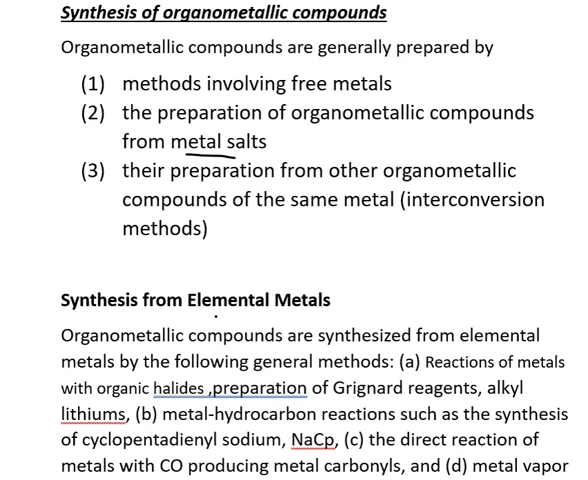 Synthesis of organometallic compounds
Organometallic compounds are generally prepared by
(1) methods involving free metals
(2) the preparation of organometallic compounds
from metal salts
(3) their preparation from other organometallic
compounds of the same metal (interconversion
methods)
Synthesis from Elemental Metals
Organometallic compounds are synthesized from elemental
metals by the following general methods: (a) Reactions of metals
with organic halides ,preparation of Grignard reagents, alkyl
lithiums, (b) metal-hydrocarbon reactions such as the synthesis
of cyclopentadienyl sodium, NaCp, (c) the direct reaction of
metals with CO producing metal carbonyls, and (d) metal vapor